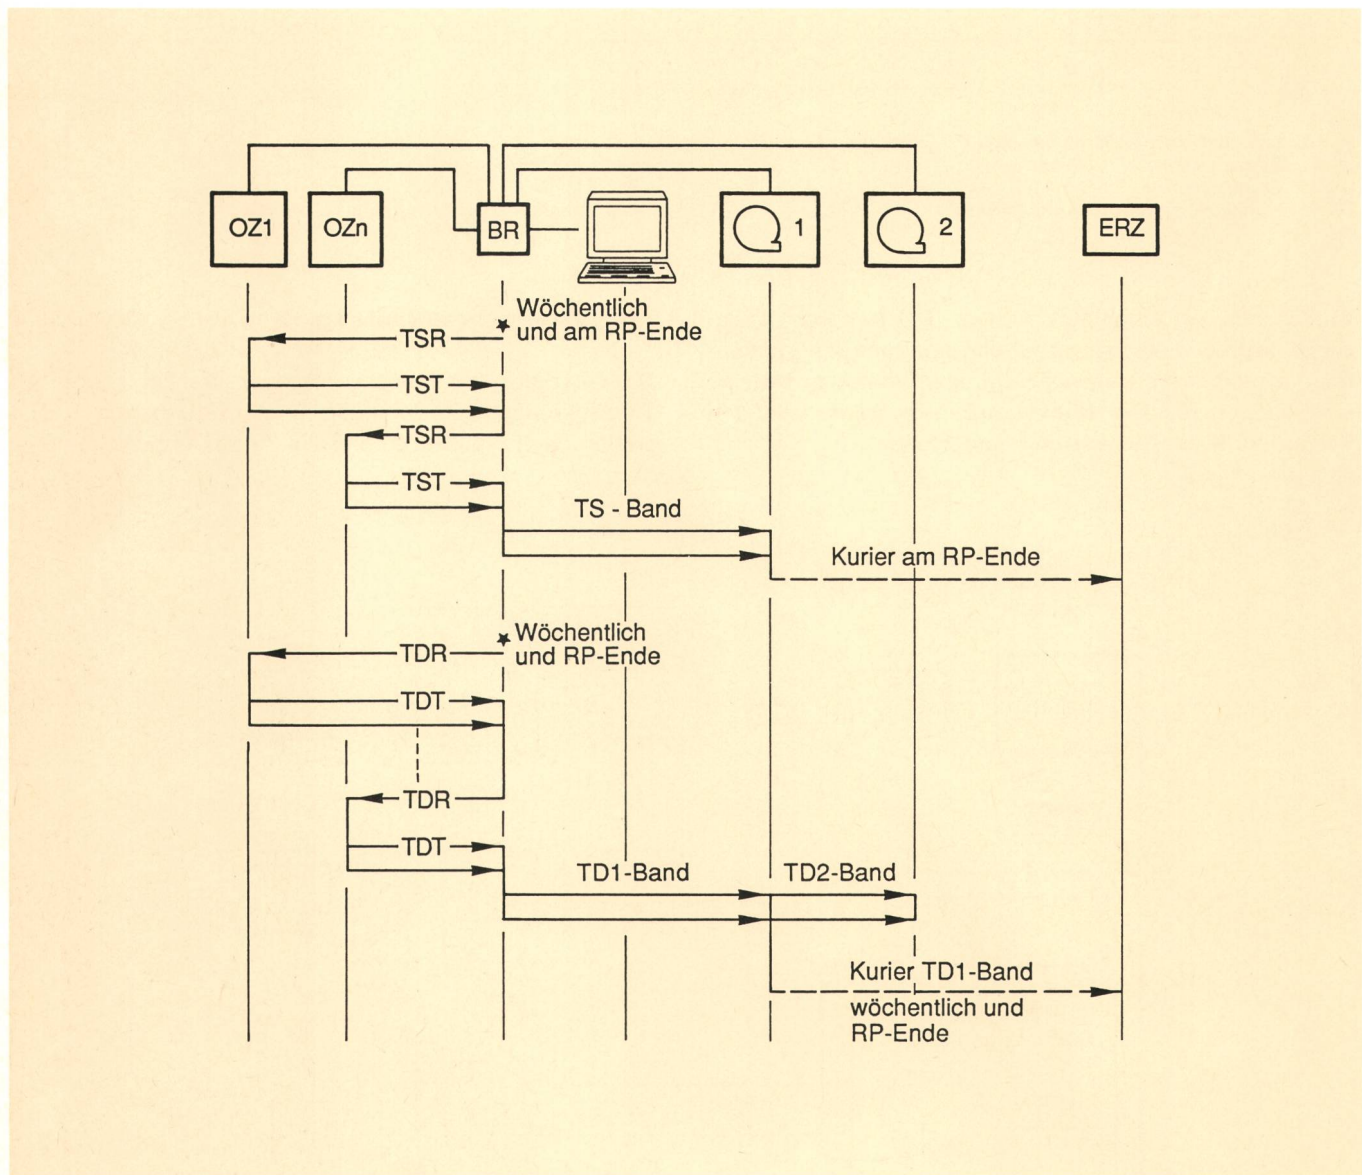 OZ1
OZn
BR
1
2
ERZ
Wöchentlich
und am RP-Ende
TSR
TST
TSR
TST
TS - Band
Kurier am RP-Ende
Wöchentlich
und RP-Ende
TDR
TDT
TDR
TDT
TD1-Band
TD2-Band
Kurier TD1-Band
wöchentlich und
RP-Ende